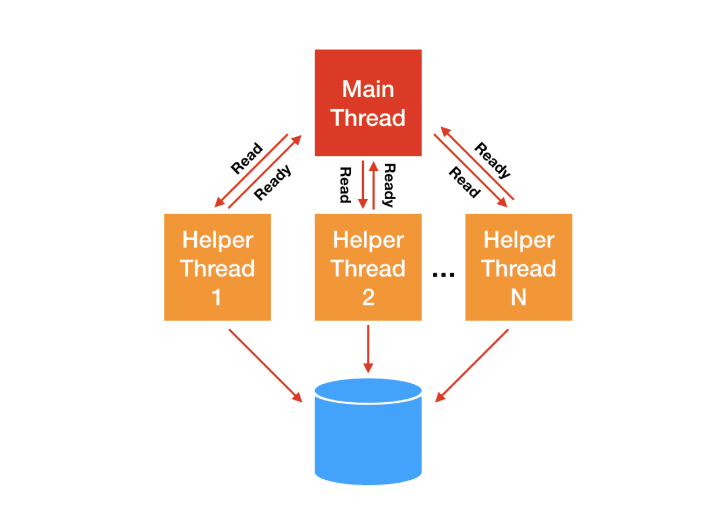 Main
Thread
Read
Ready
Read
Ready
Ready
Read
Helper
Thread
1
Helper
Thread
2
...
Helper
Thread
N